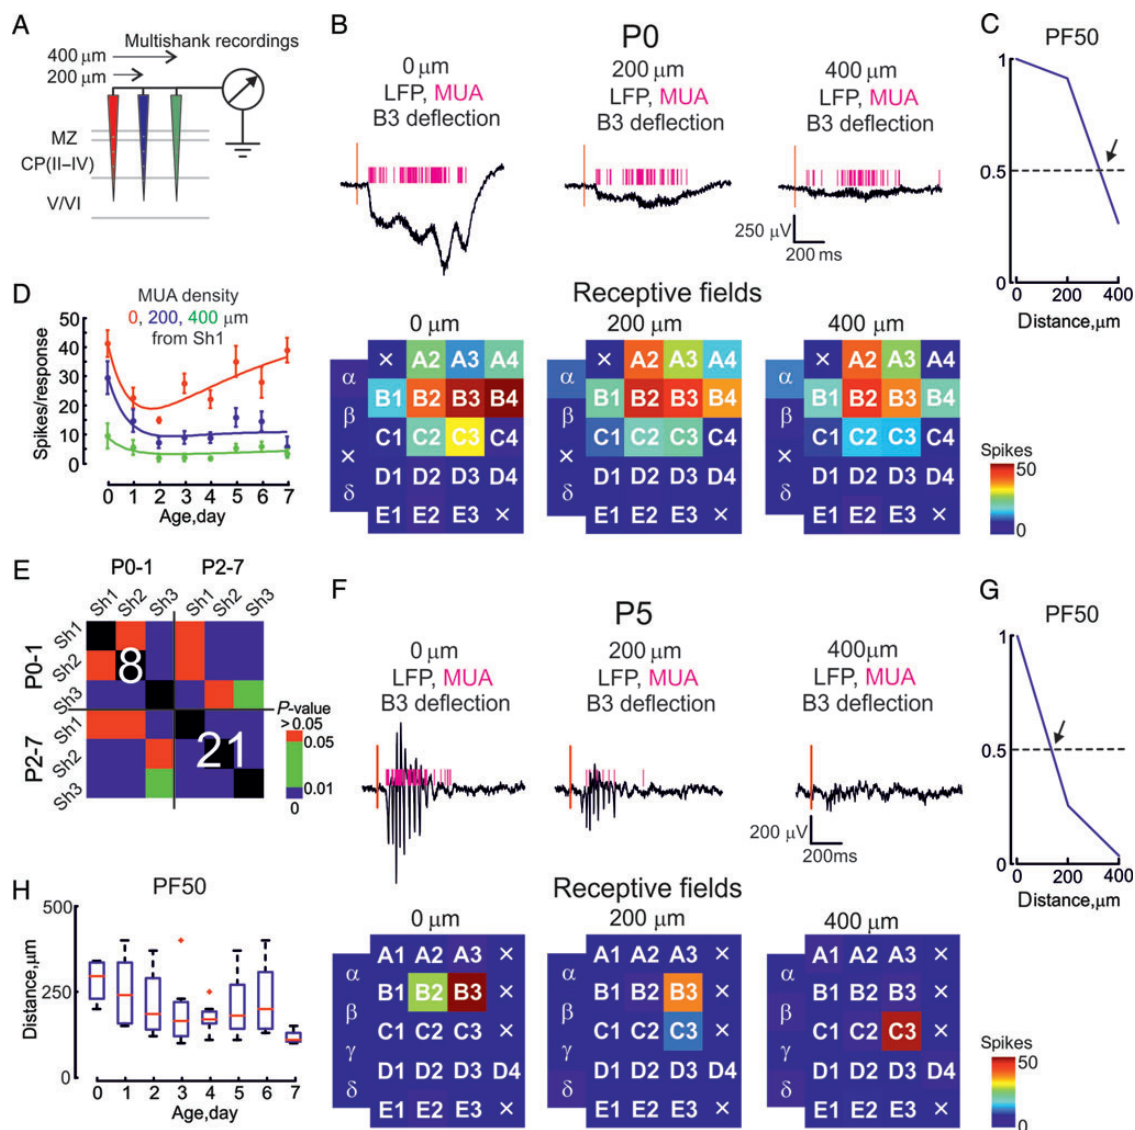 A
Multishank recordings
400 µm
200 µm
MZ
CP(II–IV)
V/VI
B
P0
0 µm
LFP, MUA
B3 deflection
200 µm
LFP, MUA
B3 deflection
400 µm
LFP, MUA
B3 deflection
250 µV
200 ms
C
PF50
1
0.5
0
0 200 400
Distance,µm
D
MUA density
0, 200, 400 µm
from Sh1
Spikes/response
50
40
30
20
10
0
0 1 2 3 4 5 6 7
Age,day
Receptive fields
0 µm
α
β
×
δ
× A2 A3 A4
B1 B2 B3 B4
C1 C2 C3 C4
D1 D2 D3 D4
E1 E2 E3 ×
200 µm
α
β
×
δ
× A2 A3 A4
B1 B2 B3 B4
C1 C2 C3 C4
D1 D2 D3 D4
E1 E2 E3 ×
400 µm
α
β
×
δ
× A2 A3 A4
B1 B2 B3 B4
C1 C2 C3 C4
D1 D2 D3 D4
E1 E2 E3 ×
Spikes
50
0
E
P0-1 P2-7
Sh1 Sh2 Sh3 Sh1 Sh2 Sh3
P0-1
Sh1
Sh2
Sh3
P2-7
Sh1
Sh2
Sh3
8
21
P-value
>0.05
0.05
0.01
0
F
P5
0 µm
LFP, MUA
B3 deflection
200 µm
LFP, MUA
B3 deflection
400µm
LFP, MUA
B3 deflection
200 µV
200ms
G
PF50
1
0.5
0
0 200 400
Distance,µm
H
PF50
Distance,µm
500
250
0
0 1 2 3 4 5 6 7
Age,day
Receptive fields
0 µm
α
β
γ
δ
A1 A2 A3 ×
B1 B2 B3 ×
C1 C2 C3 ×
D1 D2 D3 D4
E1 E2 E3 ×
200 µm
α
β
γ
δ
A1 A2 A3 ×
B1 B2 B3 ×
C1 C2 C3 ×
D1 D2 D3 D4
E1 E2 E3 ×
400 µm
α
β
γ
δ
A1 A2 A3 ×
B1 B2 B3 ×
C1 C2 C3 ×
D1 D2 D3 D4
E1 E2 E3 ×
Spikes
50
0